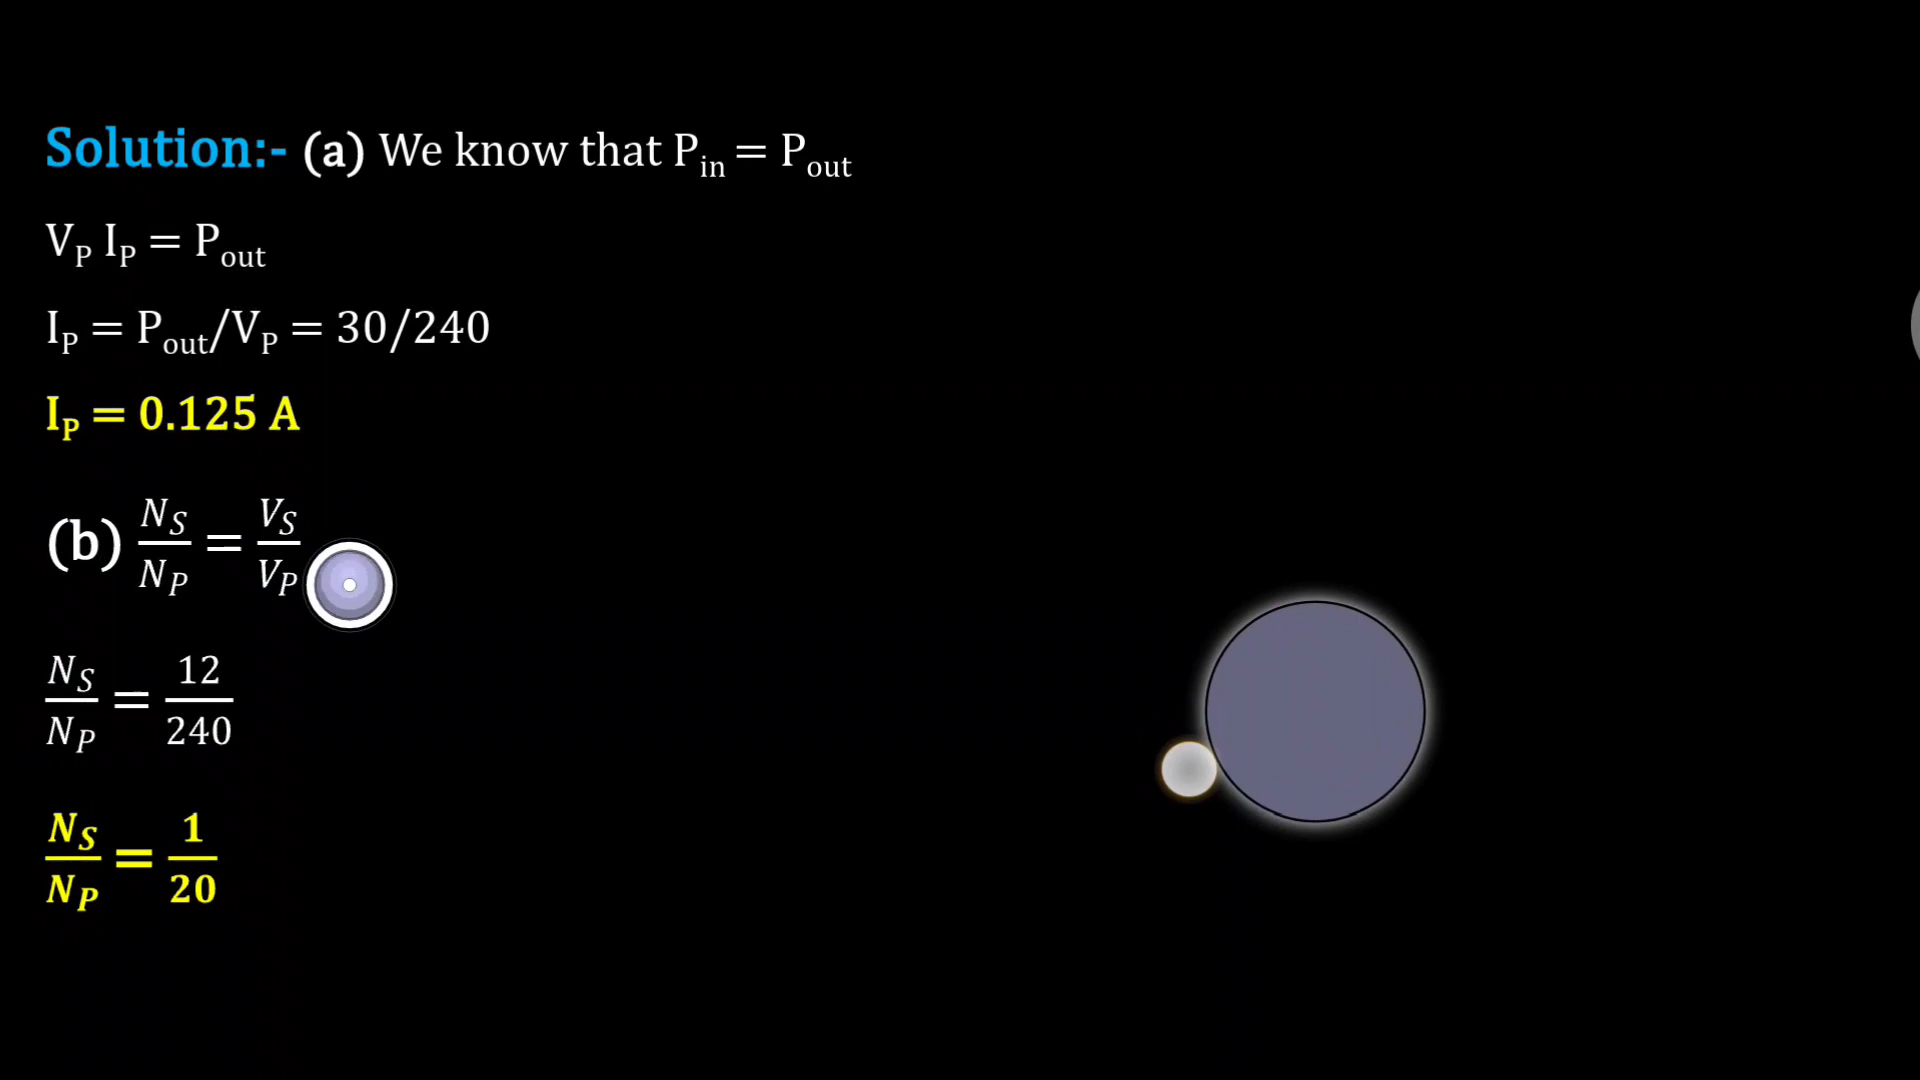 Solution:- (a) We know that P_in = P_out
V_P I_P = P_out
I_P = P_out/V_P = 30/240
I_P = 0.125 A
(b) N_S/N_P = V_S/V_P
N_S/N_P = 12/240
N_S/N_P = 1/20